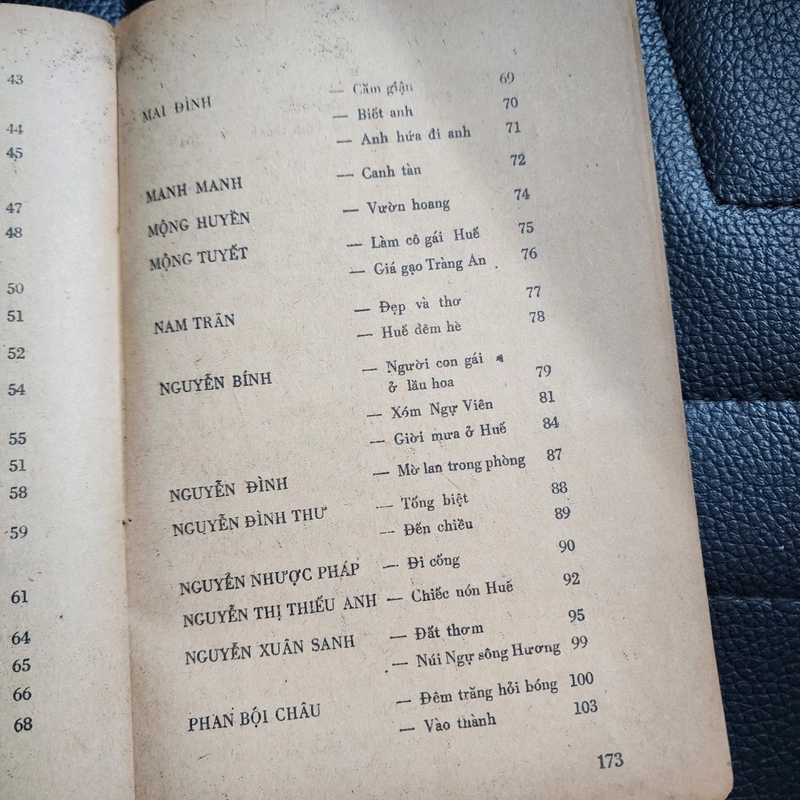 43
44
45
47
48
50
51
52
54
55
51
58
59
61
64
65
66
68
MAI ĐÌNH — Căm giận 69
— Biết anh 70
— Anh hứa đi anh 71
MANH MANH — Canh tàn 72
MỘNG HUYỀN — Vườn hoang 74
MỘNG TUYẾT — Làm cô gái Huế 75
— Giá gạo Tràng An 76
NAM TRÂN — Đẹp và thơ 77
— Huế đêm hè 78
NGUYỄN BÍNH — Người con gái
ở lầu hoa 79
— Xóm Ngự Viên 81
— Giời mưa ở Huế 84
NGUYỄN ĐÌNH — Mờ lan trong phòng 87
NGUYỄN ĐÌNH THƯ — Tống biệt 88
— Đến chiều 89
NGUYỄN NHƯỢC PHÁP — Đi cống 90
NGUYỄN THỊ THIẾU ANH — Chiếc nón Huế 92
NGUYỄN XUÂN SANH — Đất thơm 95
— Núi Ngự sông Hương 99
PHAN BỘI CHÂU — Đêm trăng hỏi bóng 100
— Vào thành 103
173